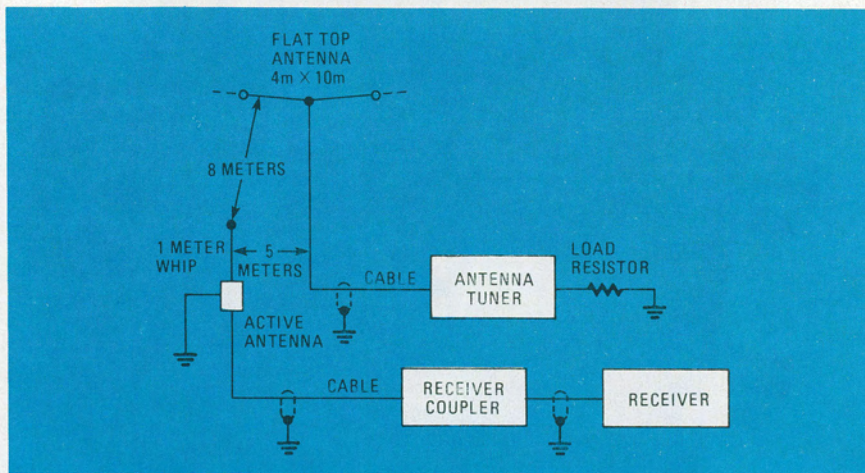 FLAT TOP
ANTENNA
4m × 10m
8 METERS
1 METER
WHIP
5
METERS
CABLE
ANTENNA
TUNER
LOAD
RESISTOR
ACTIVE
ANTENNA
CABLE
RECEIVER
COUPLER
RECEIVER